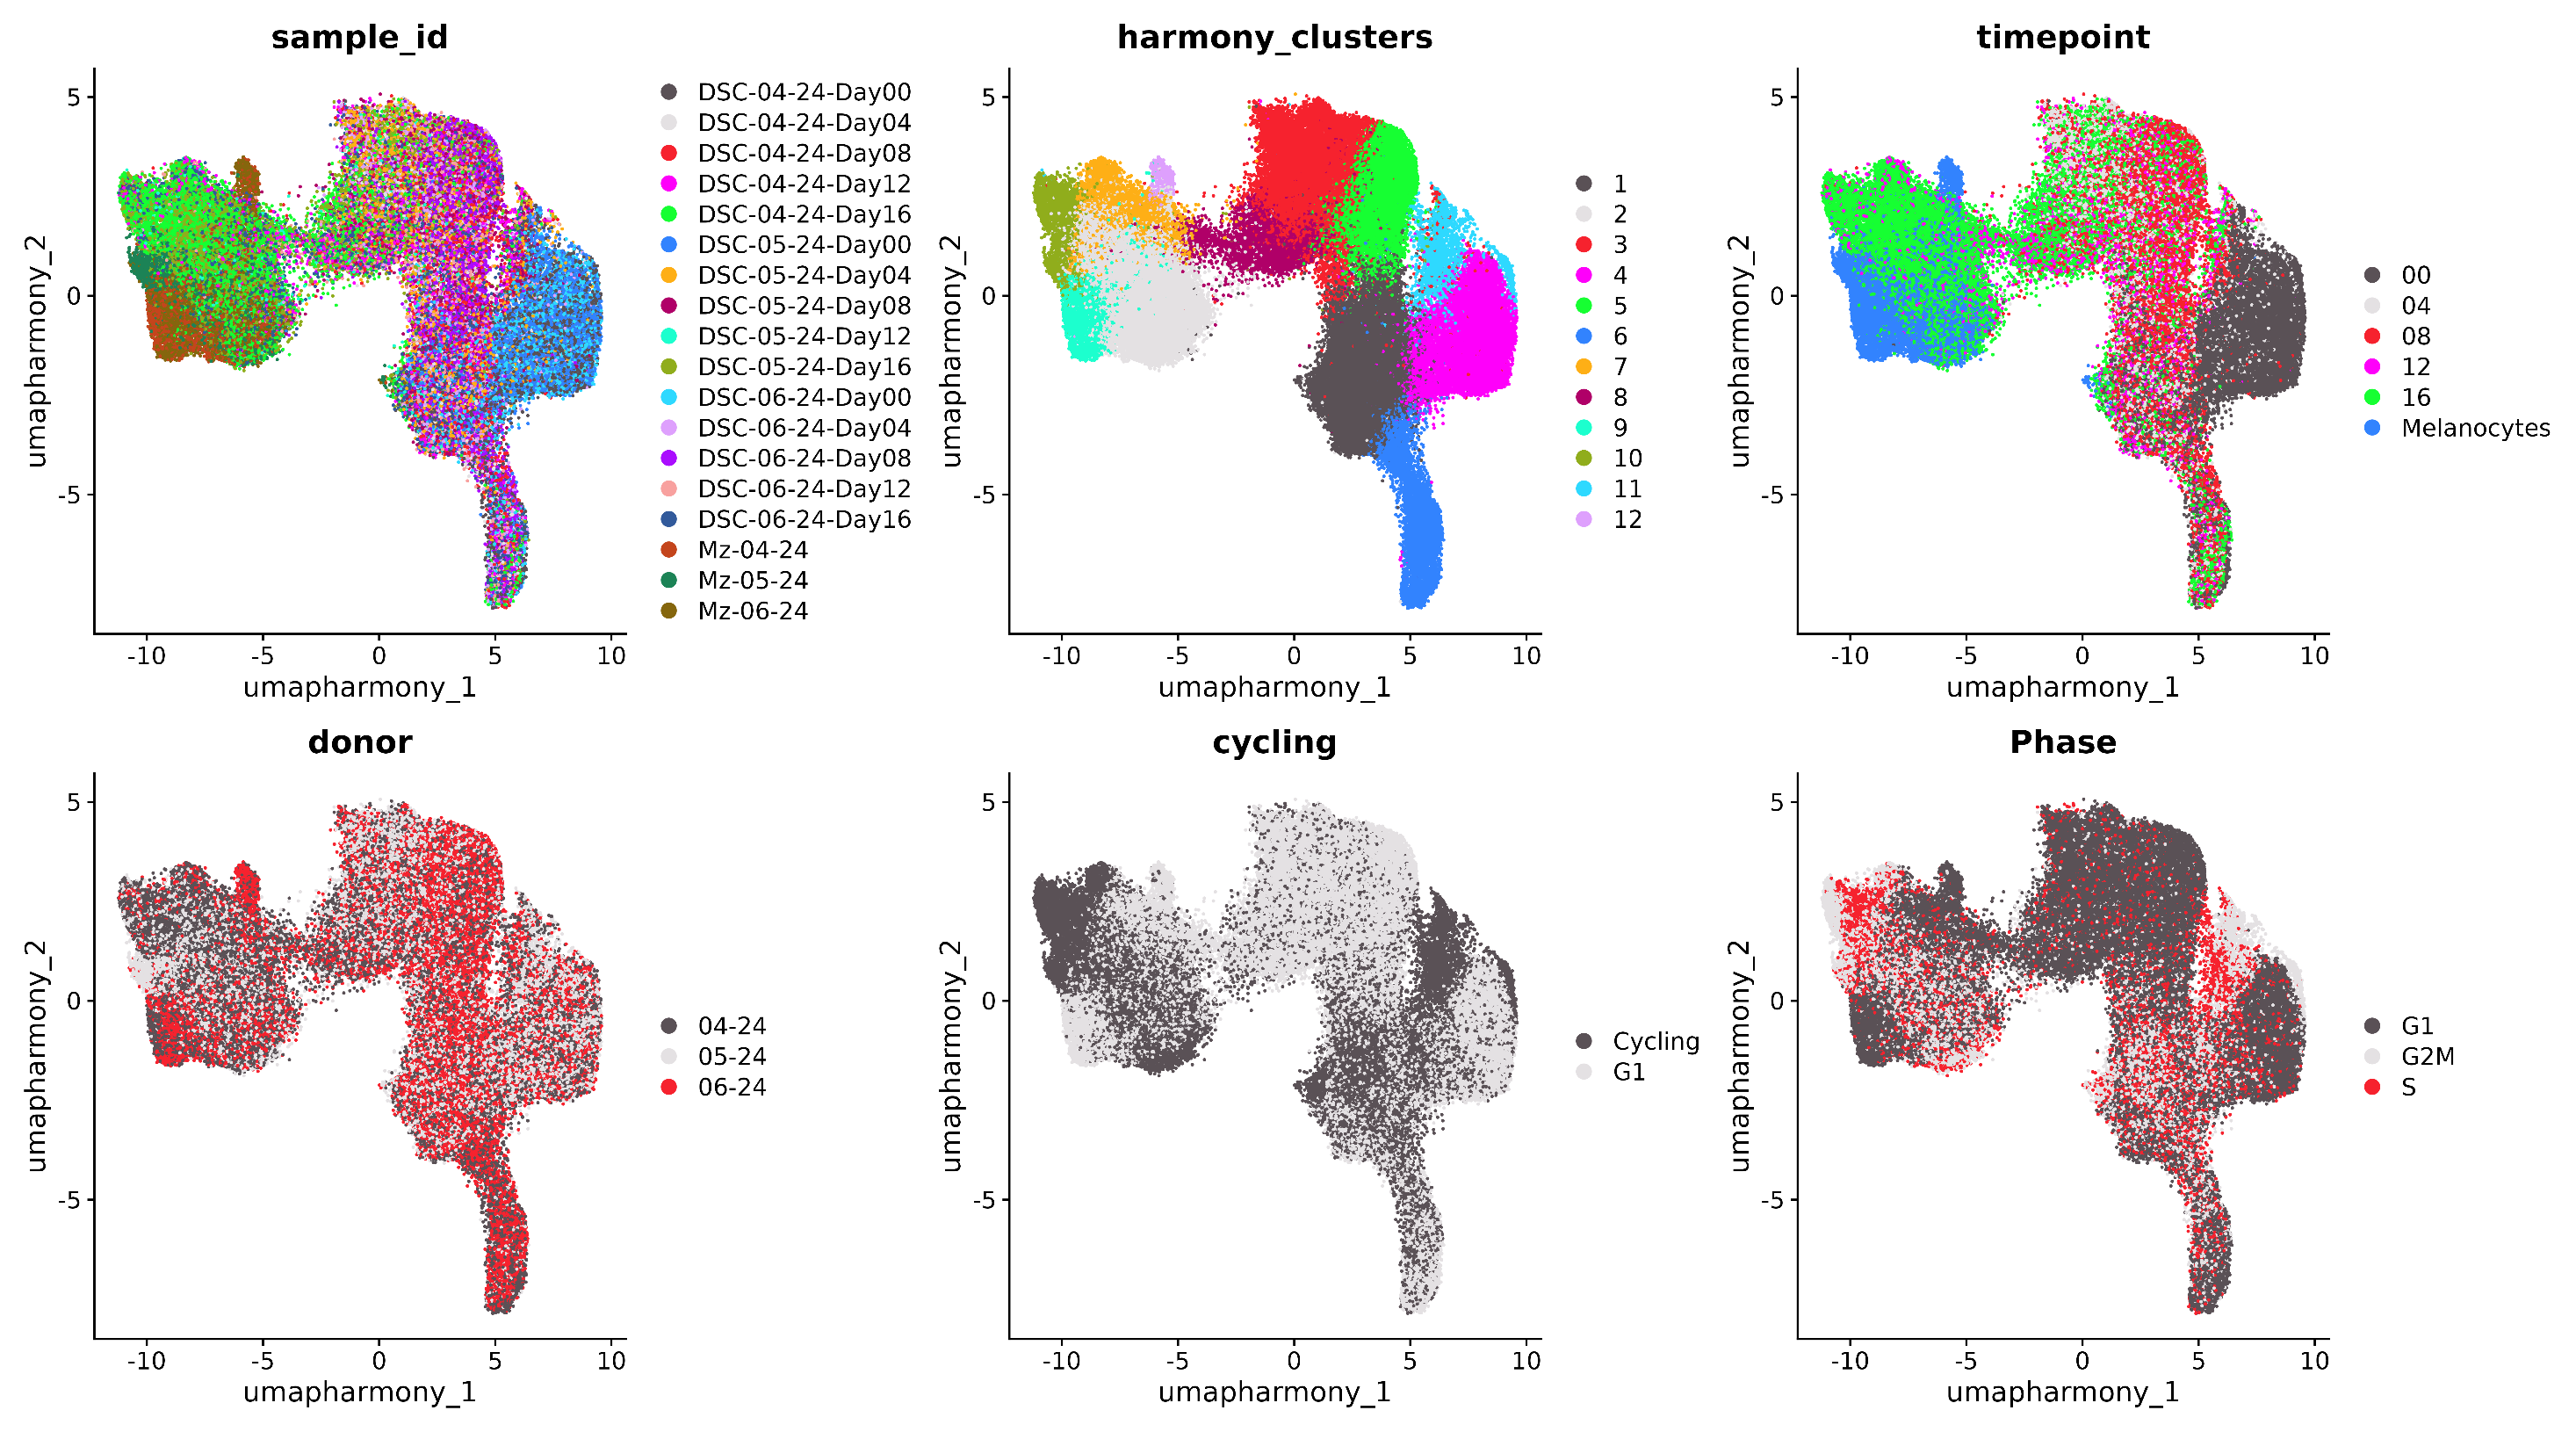 sample_id
umapharmony_2
5
0
-5
-10
-5
0
5
10
umapharmony_1
DSC-04-24-Day00
DSC-04-24-Day04
DSC-04-24-Day08
DSC-04-24-Day12
DSC-04-24-Day16
DSC-05-24-Day00
DSC-05-24-Day04
DSC-05-24-Day08
DSC-05-24-Day12
DSC-05-24-Day16
DSC-06-24-Day00
DSC-06-24-Day04
DSC-06-24-Day08
DSC-06-24-Day12
DSC-06-24-Day16
Mz-04-24
Mz-05-24
Mz-06-24
harmony_clusters
umapharmony_2
5
0
-5
-10
-5
0
5
10
umapharmony_1
1
2
3
4
5
6
7
8
9
10
11
12
timepoint
umapharmony_2
5
0
-5
-10
-5
0
5
10
umapharmony_1
00
04
08
12
16
Melanocytes
donor
umapharmony_2
5
0
-5
-10
-5
0
5
10
umapharmony_1
04-24
05-24
06-24
cycling
umapharmony_2
5
0
-5
-10
-5
0
5
10
umapharmony_1
Cycling
G1
Phase
umapharmony_2
5
0
-5
-10
-5
0
5
10
umapharmony_1
G1
G2M
S